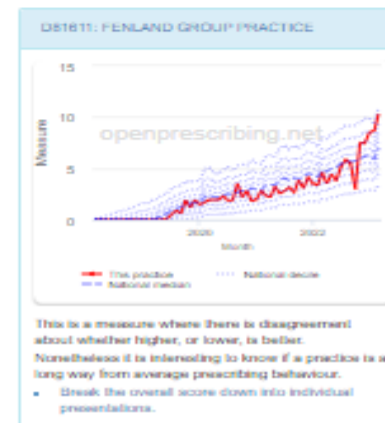 D81611: FENLAND GROUP PRACTICE
15
10
5
0
Measure
openprescribing.net
2020
2022
Month
This practice
National decile
National median
This is a measure where there is disagreement
about whether higher, or lower, is better.
Nonetheless it is interesting to know if a practice is a
long way from average prescribing behaviour.
Break the overall score down into individual
presentations.